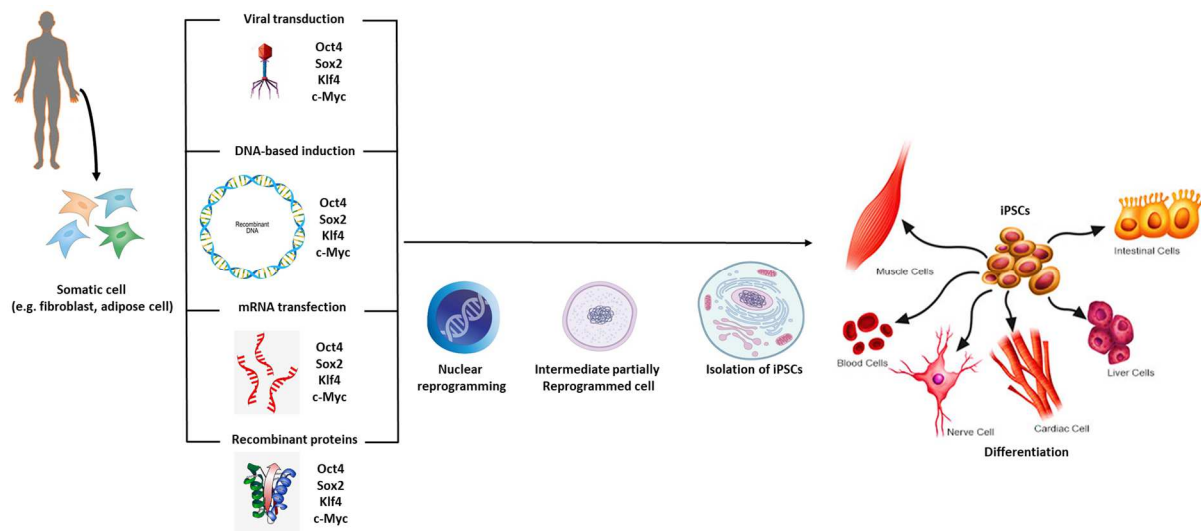 Viral transduction
Oct4
Sox2
Klf4
c-Myc
DNA-based induction
Recombinant
DNA
Oct4
Sox2
Klf4
c-Myc
Somatic cell
(e.g. fibroblast, adipose cell)
mRNA transfection
Oct4
Sox2
Klf4
c-Myc
Recombinant proteins
Oct4
Sox2
Klf4
c-Myc
Nuclear
reprogramming
Intermediate partially
Reprogrammed cell
Isolation of iPSCs
iPSCs
Muscle Cells
Intestinal Cells
Blood Cells
Liver Cells
Nerve Cell
Cardiac Cell
Differentiation